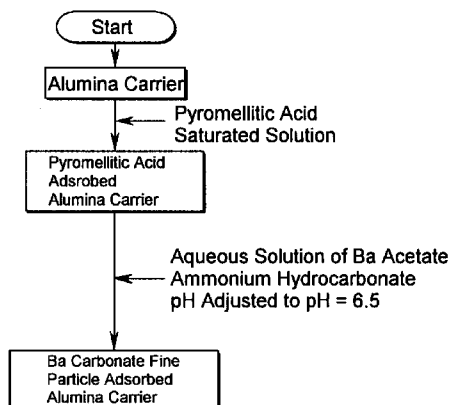 Start
Alumina Carrier
Pyromellitic Acid
Saturated Solution
Pyromellitic Acid
Adsrobed
Alumina Carrier
Aqueous Solution of Ba Acetate
Ammonium Hydrocarbonate
pH Adjusted to pH = 6.5
Ba Carbonate Fine
Particle Adsorbed
Alumina Carrier